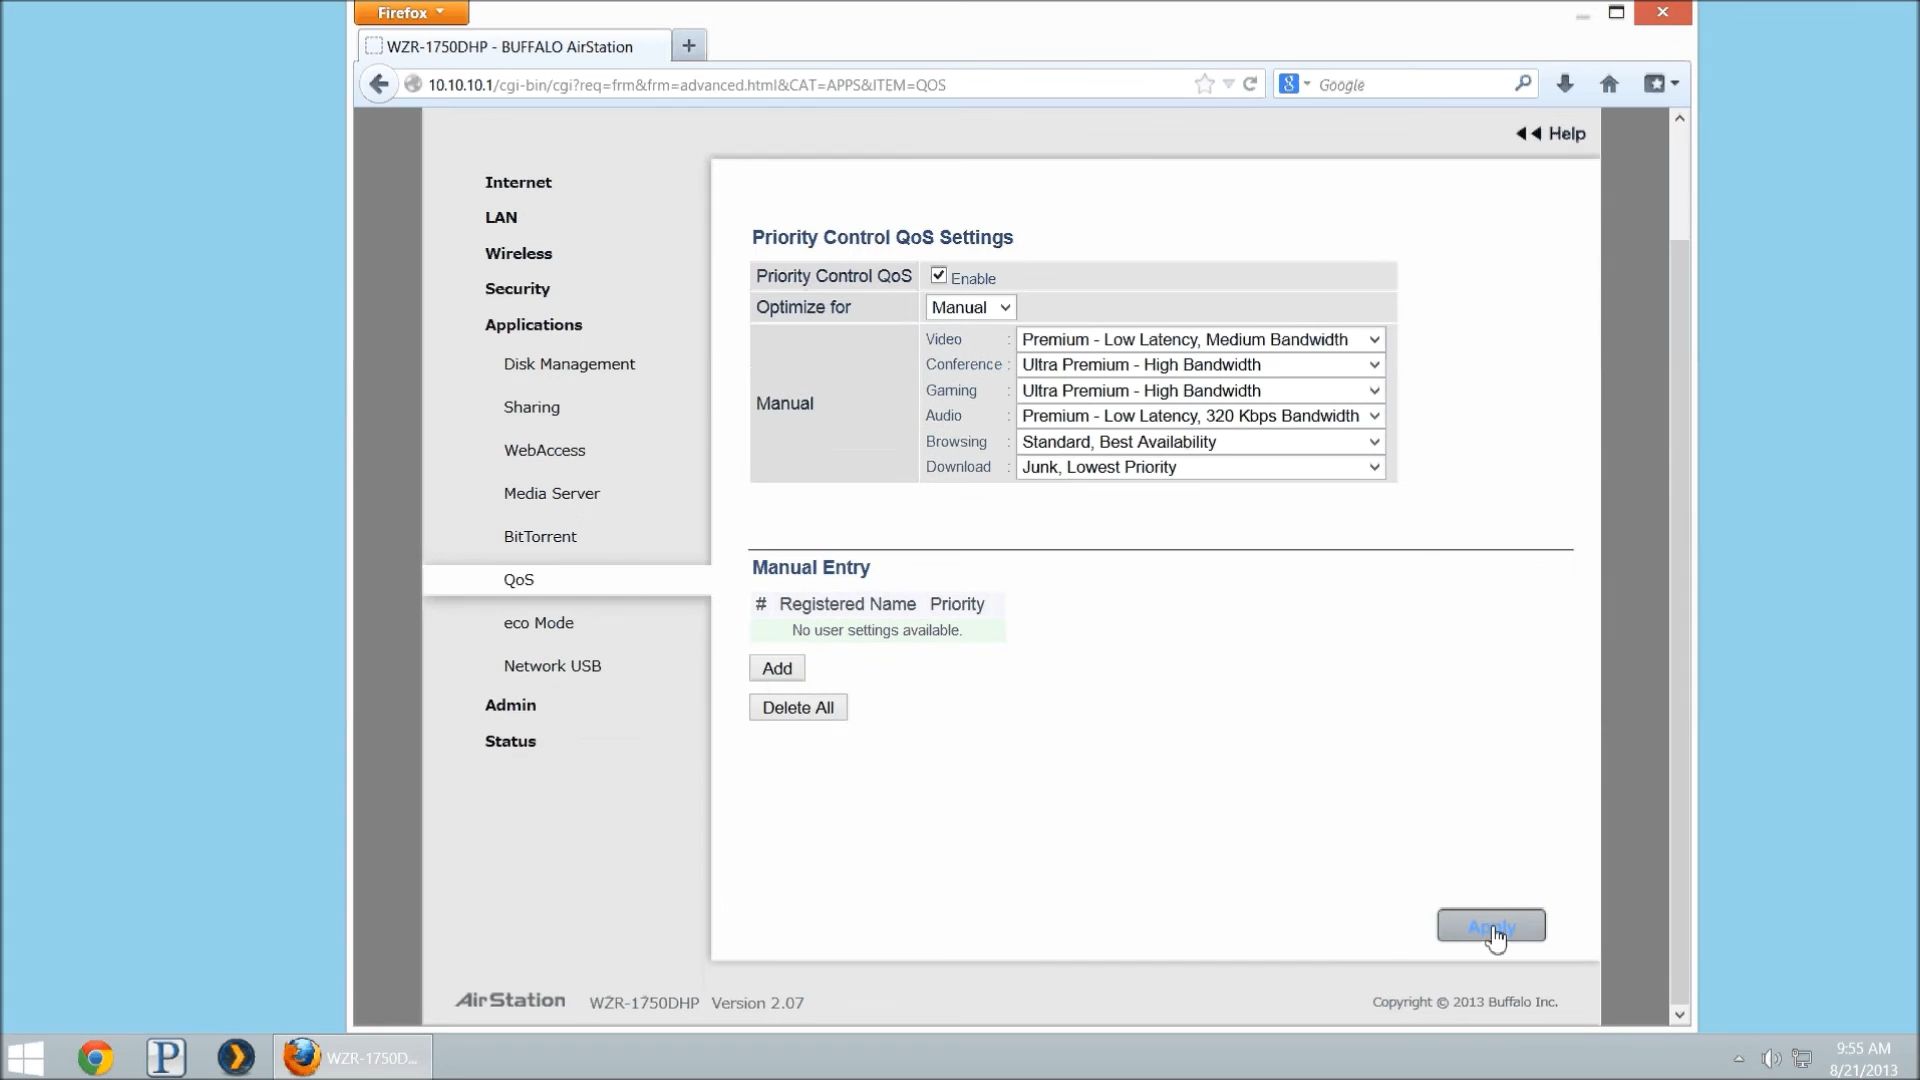 Firefox
WZR-1750DHP - BUFFALO AirStation
10.10.10.1/cgi-bin/cgi?req=frm&frm=advanced.html&CAT=APPS&ITEM=QOS
Google
Help
Internet
LAN
Wireless
Security
Applications
Disk Management
Sharing
WebAccess
Media Server
BitTorrent
QoS
eco Mode
Network USB
Admin
Status
Priority Control QoS Settings
Priority Control QoS Enable
Optimize for Manual
Manual
Video : Premium - Low Latency, Medium Bandwidth
Conference : Ultra Premium - High Bandwidth
Gaming : Ultra Premium - High Bandwidth
Audio : Premium - Low Latency, 320 Kbps Bandwidth
Browsing : Standard, Best Availability
Download : Junk, Lowest Priority
Manual Entry
# Registered Name Priority
No user settings available.
Add
Delete All
Apply
AirStation WZR-1750DHP Version 2.07
Copyright © 2013 Buffalo Inc.
WZR-1750D...
9:55 AM
8/21/2013